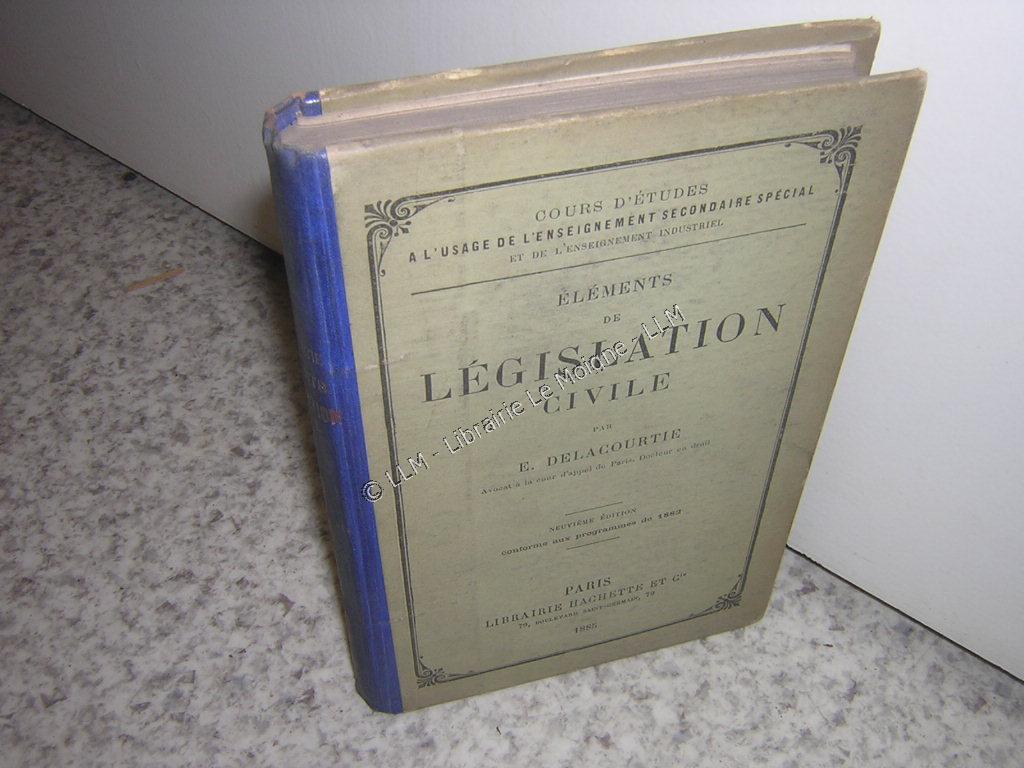 COURS D'ÉTUDES
A L'USAGE DE L'ENSEIGNEMENT SECONDAIRE SPÉCIAL
ET DE L'ENSEIGNEMENT INDUSTRIEL
ÉLÉMENTS
DE
LÉGISLATION
CIVILE
PAR
E. DELACOURTIE
Avocat à la cour d'appel de Paris, Docteur en droit
NEUVIÈME ÉDITION
conforme aux programmes de 1882
PARIS
LIBRAIRIE HACHETTE ET Cie
79, BOULEVARD SAINT-GERMAIN, 79
1885
© LLM - Librairie Le Moigne - LLM